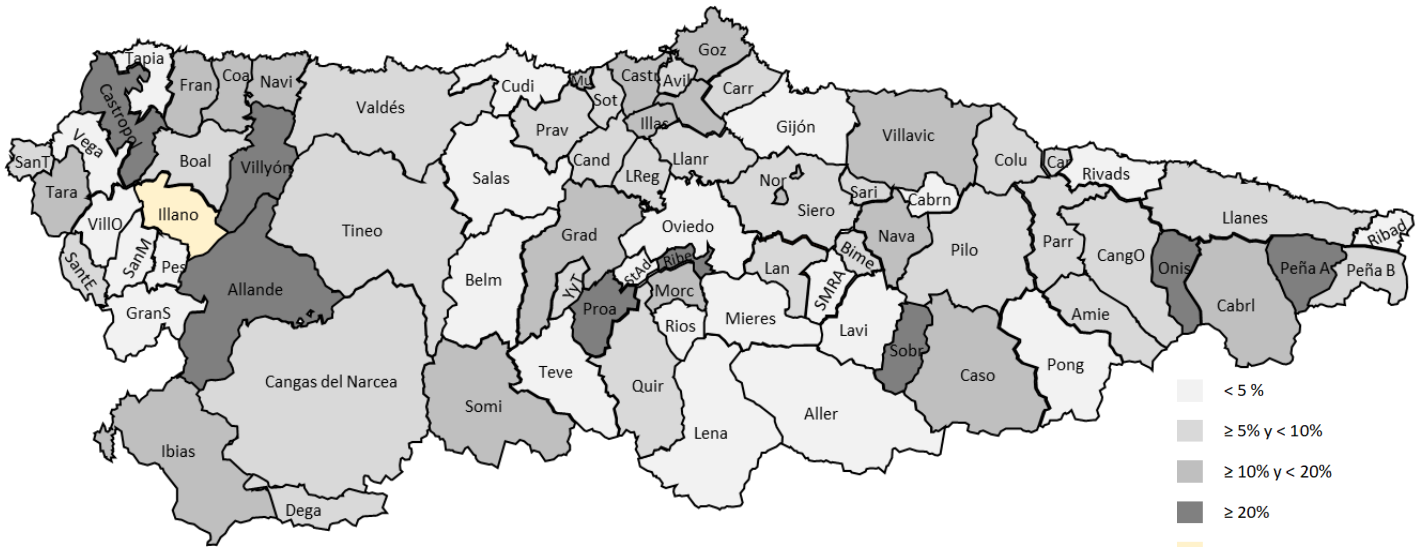 Goz
Tapia
Fran
Coa
Navi
Cudi
Mu
Castr
Avil
Carr
Castropo
Valdés
Sot
Illas
Gijón
Villavic
Vega
Prav
SanT
Boal
Villyón
Cand
LReg
Llanr
Colu
Car
Rivads
Tara
Salas
Nor
Sari
Cabrn
Illano
VillO
Siero
Llanes
Tineo
Grad
Oviedo
Nava
Ribad
SanM
Bime
Pilo
Parr
CangO
SantE
Pes
Belm
YyT
StAd
Ribe
Lan
SMRA
Onis
Peña A
Peña B
Allande
Morc
GranS
Proa
Rios
Mieres
Lavi
Amie
Cabrl
Sobr
Pong
Cangas del Narcea
Teve
Quir
Caso
Somi
Aller
Lena
Ibias
Dega
< 5 %
≥ 5% y < 10%
≥ 10% y < 20%
≥ 20%